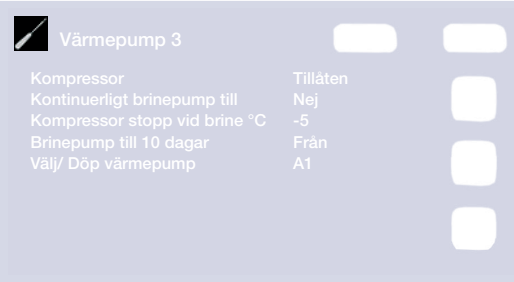 Värmepump 3
Kompressor Tillåten
Kontinuerligt brinepump till Nej
Kompressor stopp vid brine °C -5
Brinepump till 10 dagar Från
Välj/ Döp värmepump A1